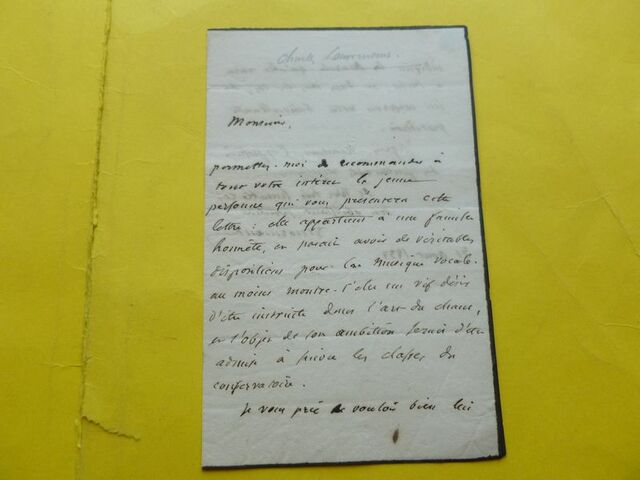 Monsieur,
permettez-moi de recommander à
tout votre intérêt la jeune
personne qui vous présentera cette
lettre : elle appartient à une famille
honnête, et parait avoir de véritables
dispositions pour la musique vocale.
au moins montre-t'elle un vif désir
d'être instruite dans l'art du chant,
et l'objet de son ambition serait d'être
admise à suivre les classes du
conservatoire.
Je vous prie de vouloir bien lui